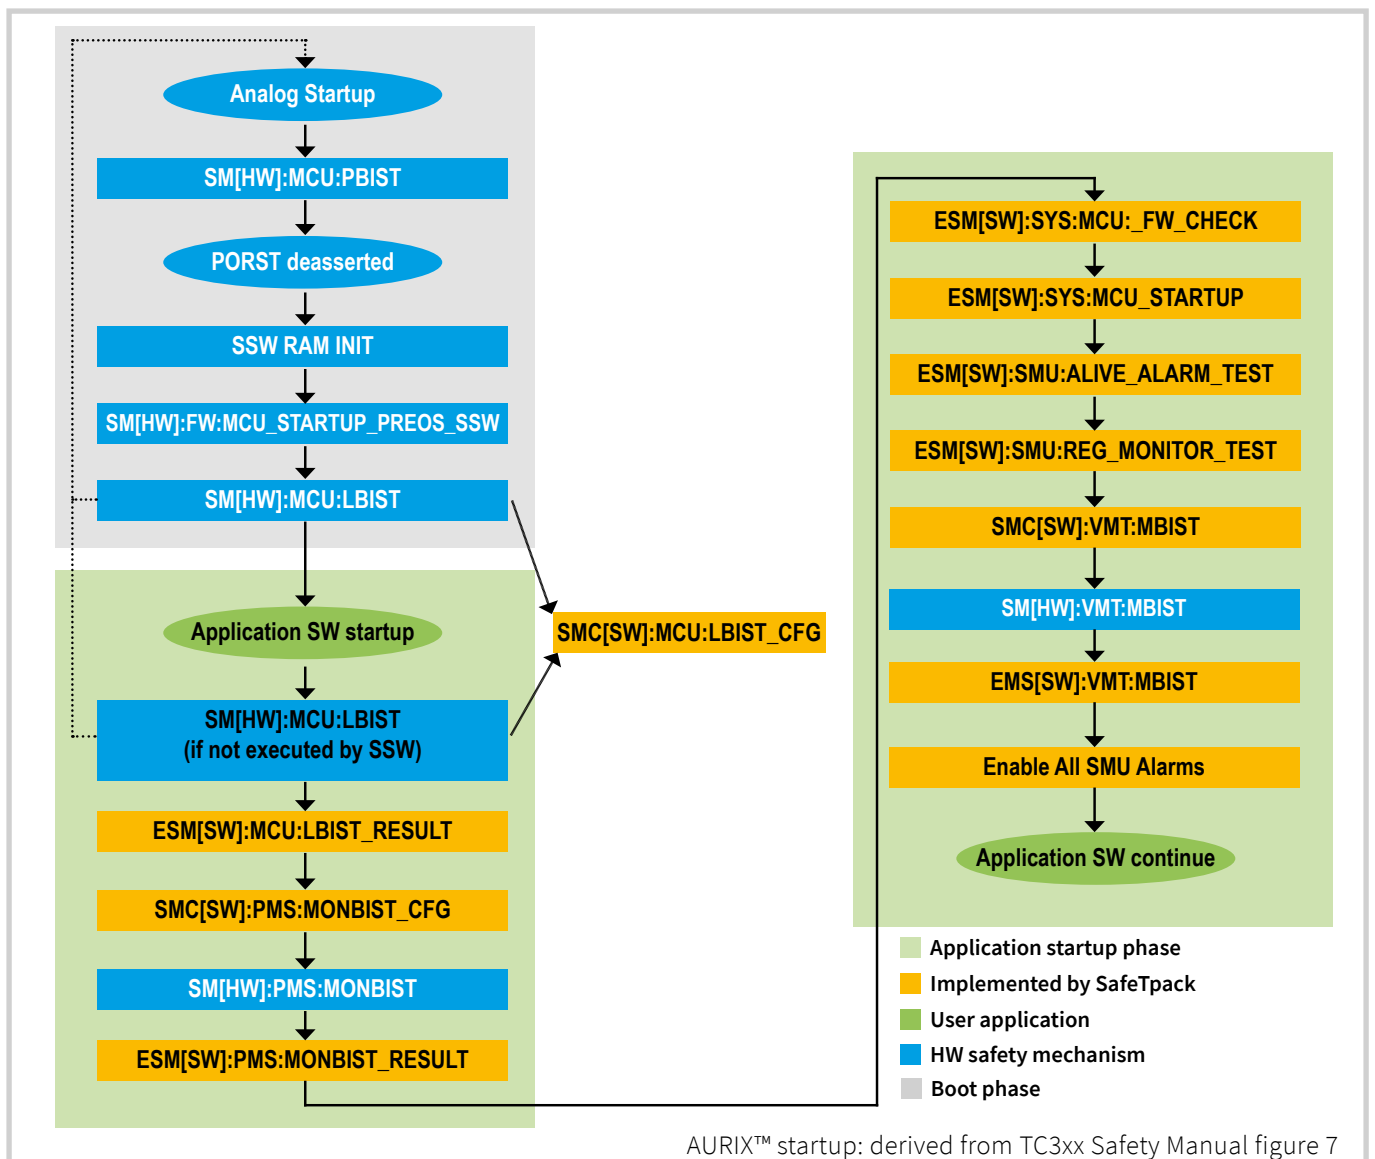 Analog Startup
SM[HW]:MCU:PBIST
PORST deasserted
SSW RAM INIT
SM[HW]:FW:MCU_STARTUP_PREOS_SSW
SM[HW]:MCU:LBIST
Application SW startup
SM[HW]:MCU:LBIST
(if not executed by SSW)
ESM[SW]:MCU:LBIST_RESULT
SMC[SW]:PMS:MONBIST_CFG
SM[HW]:PMS:MONBIST
ESM[SW]:PMS:MONBIST_RESULT
SMC[SW]:MCU:LBIST_CFG
ESM[SW]:SYS:MCU:_FW_CHECK
ESM[SW]:SYS:MCU_STARTUP
ESM[SW]:SMU:ALIVE_ALARM_TEST
ESM[SW]:SMU:REG_MONITOR_TEST
SMC[SW]:VMT:MBIST
SM[HW]:VMT:MBIST
EMS[SW]:VMT:MBIST
Enable All SMU Alarms
Application SW continue
Application startup phase
Implemented by SafeTpack
User application
HW safety mechanism
Boot phase
AURIX™ startup: derived from TC3xx Safety Manual figure 7